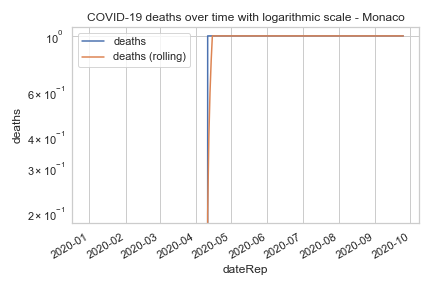 COVID-19 deaths over time with logarithmic scale - Monaco
deaths
deaths (rolling)
10⁰
6 × 10⁻¹
4 × 10⁻¹
3 × 10⁻¹
2 × 10⁻¹
deaths
2020-01
2020-02
2020-03
2020-04
2020-05
2020-06
2020-07
2020-08
2020-09
2020-10
dateRep